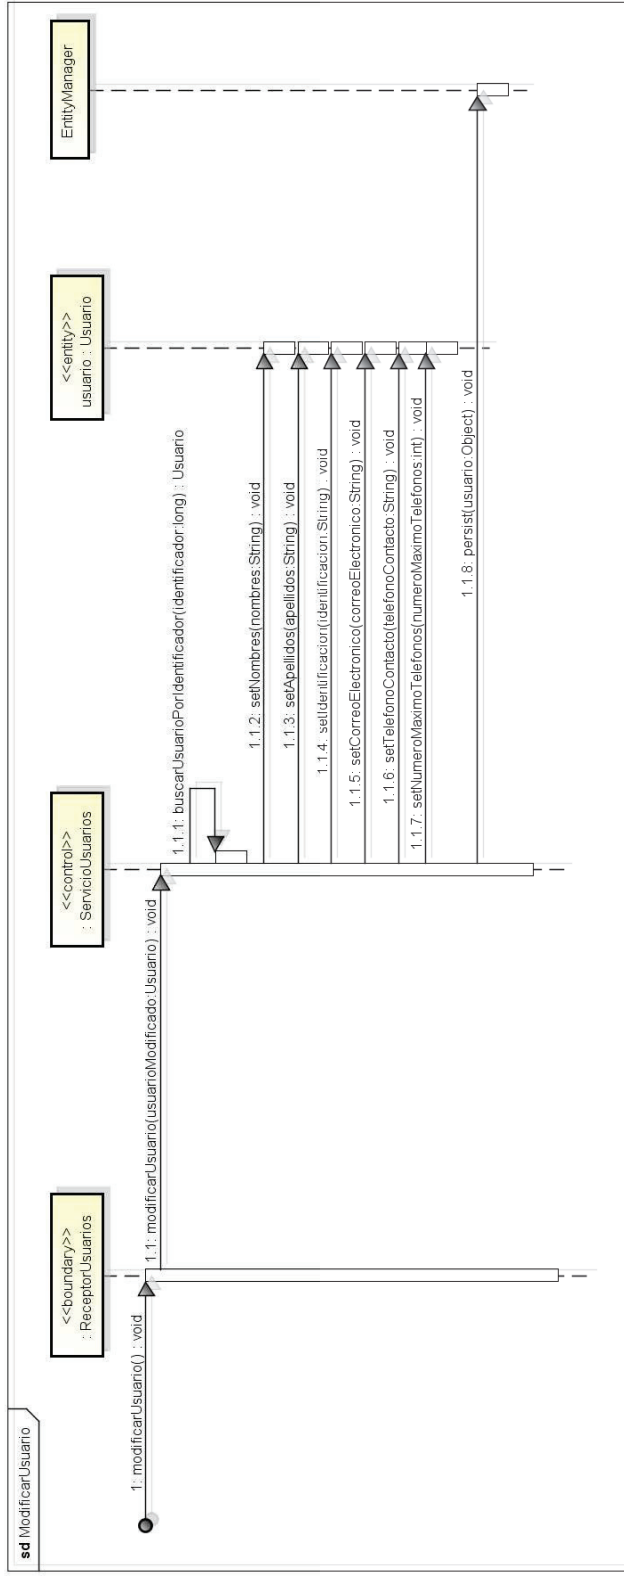 sd ModificarUsuario
<<boundary>>
: ReceptorUsuarios
<<control>>
: ServicioUsuarios
<<entity>>
usuario : Usuario
EntityManager
1: modificarUsuario() : void
1.1: modificarUsuario(usuarioModificado:Usuario) : void
1.1.1: buscarUsuarioPorIdentificador(identificador:long) : Usuario
1.1.2: setNombres(nombres:String) : void
1.1.3: setApellidos(apellidos:String) : void
1.1.4: setIdentificacion(identificacion:String) : void
1.1.5: setCorreoElectronico(correoElectronico:String) : void
1.1.6: setTelefonoContacto(telefonoContacto:String) : void
1.1.7: setNumeroMaximoTelefonos(numeroMaximoTelefonos:int) : void
1.1.8: persist(usuario:Object) : void